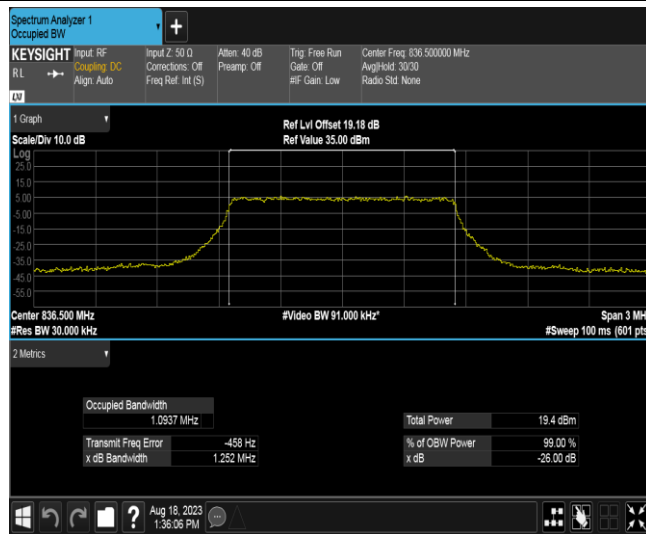 Spectrum Analyzer 1
Occupied BW
+
KEYSIGHT
RL
LXI
Input: RF
Coupling: DC
Align: Auto
Input Z: 50 Ω
Corrections: Off
Freq Ref: Int (S)
Atten: 40 dB
Preamp: Off
Trig: Free Run
Gate: Off
#IF Gain: Low
Center Freq: 836.500000 MHz
Avg|Hold: 30/30
Radio Std: None
1 Graph
Scale/Div 10.0 dB
Ref Lvl Offset 19.18 dB
Ref Value 35.00 dBm
Log
25.0
15.0
5.00
-5.00
-15.0
-25.0
-35.0
-45.0
-55.0
Center 836.500 MHz
#Res BW 30.000 kHz
#Video BW 91.000 kHz*
Span 3 MH
#Sweep 100 ms (601 pts
2 Metrics
Occupied Bandwidth
1.0937 MHz
Transmit Freq Error -458 Hz
x dB Bandwidth 1.252 MHz
Total Power 19.4 dBm
% of OBW Power 99.00 %
x dB -26.00 dB
?
Aug 18, 2023
1:36:06 PM